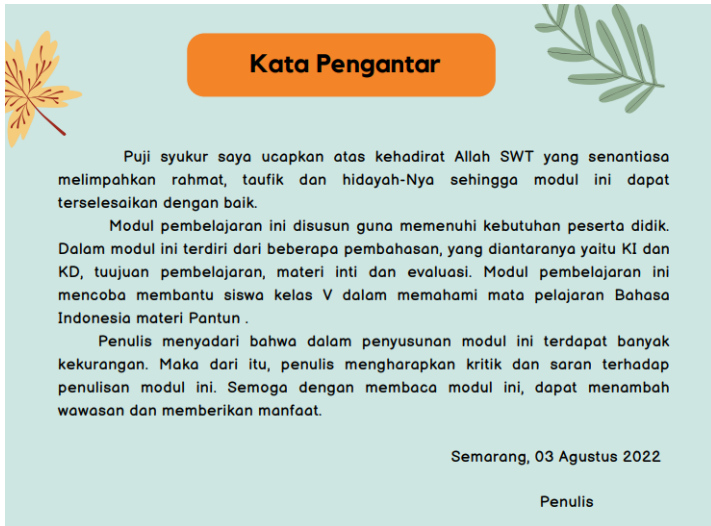 Kata Pengantar
Puji syukur saya ucapkan atas kehadirat Allah SWT yang senantiasa
melimpahkan rahmat, taufik dan hidayah-Nya sehingga modul ini dapat
terselesaikan dengan baik.
Modul pembelajaran ini disusun guna memenuhi kebutuhan peserta didik.
Dalam modul ini terdiri dari beberapa pembahasan, yang diantaranya yaitu KI dan
KD, tuujuan pembelajaran, materi inti dan evaluasi. Modul pembelajaran ini
mencoba membantu siswa kelas V dalam memahami mata pelajaran Bahasa
Indonesia materi Pantun .
Penulis menyadari bahwa dalam penyusunan modul ini terdapat banyak
kekurangan. Maka dari itu, penulis mengharapkan kritik dan saran terhadap
penulisan modul ini. Semoga dengan membaca modul ini, dapat menambah
wawasan dan memberikan manfaat.
Semarang, 03 Agustus 2022
Penulis